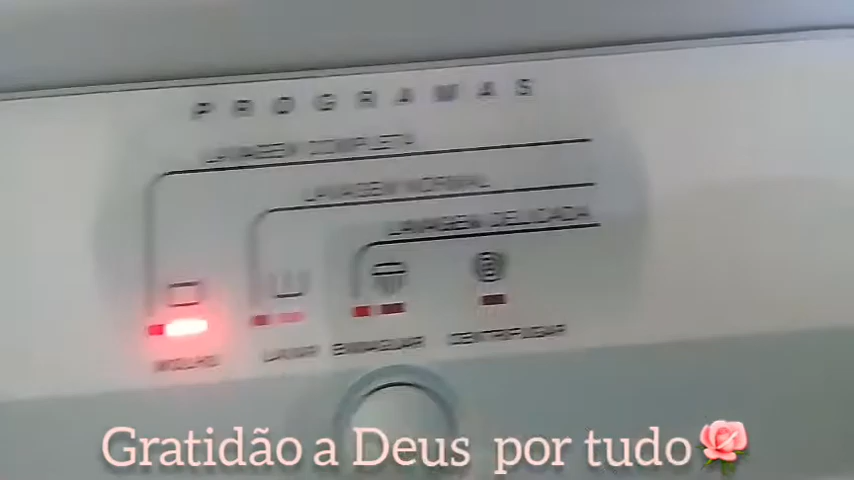 PROGRAMAS
LAVAGEM COMPLETA
LAVAGEM NORMAL
LAVAGEM DELICADA
MOLHO LAVAR ENXAGUAR CENTRIFUGAR
Gratidão a Deus por tudo🌹